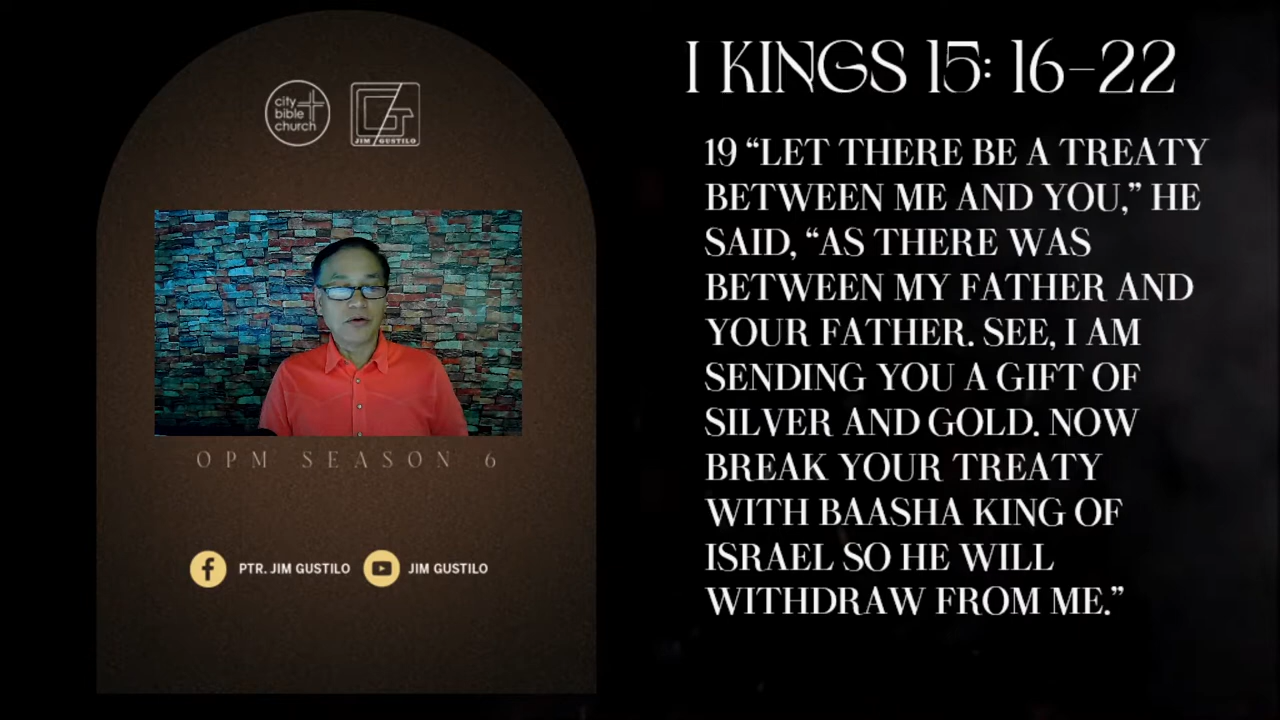 city
bible
church
JIM GUSTILO
OPM SEASON 6
PTR. JIM GUSTILO
JIM GUSTILO
I KINGS 15: 16-22
19 “LET THERE BE A TREATY
BETWEEN ME AND YOU,” HE
SAID, “AS THERE WAS
BETWEEN MY FATHER AND
YOUR FATHER. SEE, I AM
SENDING YOU A GIFT OF
SILVER AND GOLD. NOW
BREAK YOUR TREATY
WITH BAASHA KING OF
ISRAEL SO HE WILL
WITHDRAW FROM ME.”